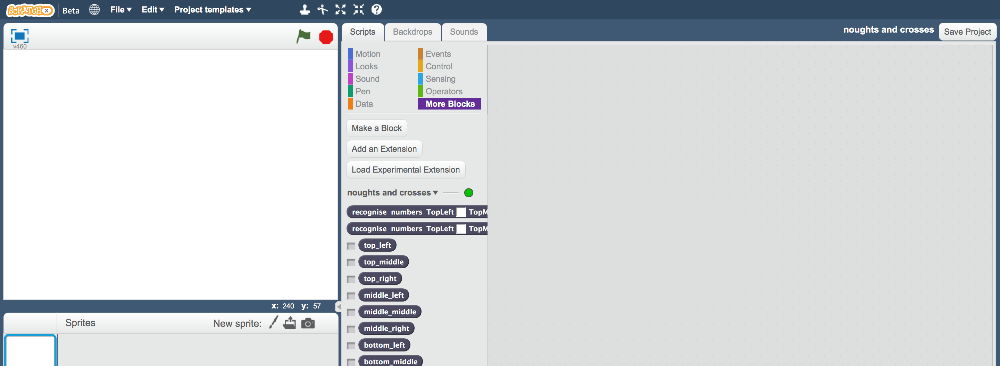 SCRATCH X Beta File Edit Project templates ?
v460
Scripts Backdrops Sounds noughts and crosses Save Project
Motion Events
Looks Control
Sound Sensing
Pen Operators
Data More Blocks
Make a Block
Add an Extension
Load Experimental Extension
noughts and crosses
recognise numbers TopLeft TopM
recognise numbers TopLeft TopM
top_left
top_middle
top_right
middle_left
middle_middle
middle_right
bottom_left
bottom_middle
x: 240 y: 57
Sprites New sprite: